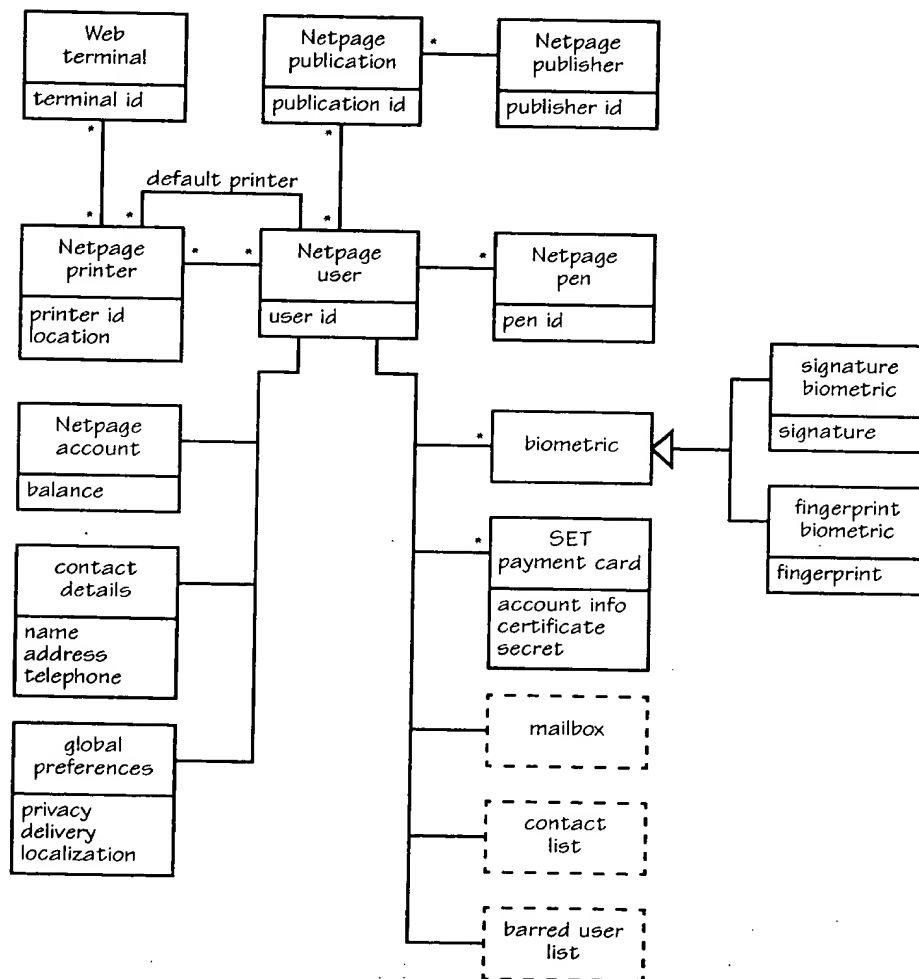 Web
terminal
terminal id
Netpage
publication
publication id
Netpage
publisher
publisher id
*
*
*
default printer
*
*
*
Netpage
printer
printer id
location
*
*
Netpage
user
user id
*
Netpage
pen
pen id
Netpage
account
balance
*
biometric
signature
biometric
signature
fingerprint
biometric
fingerprint
contact
details
name
address
telephone
*
SET
payment card
account info
certificate
secret
global
preferences
privacy
delivery
localization
mailbox
contact
list
barred user
list